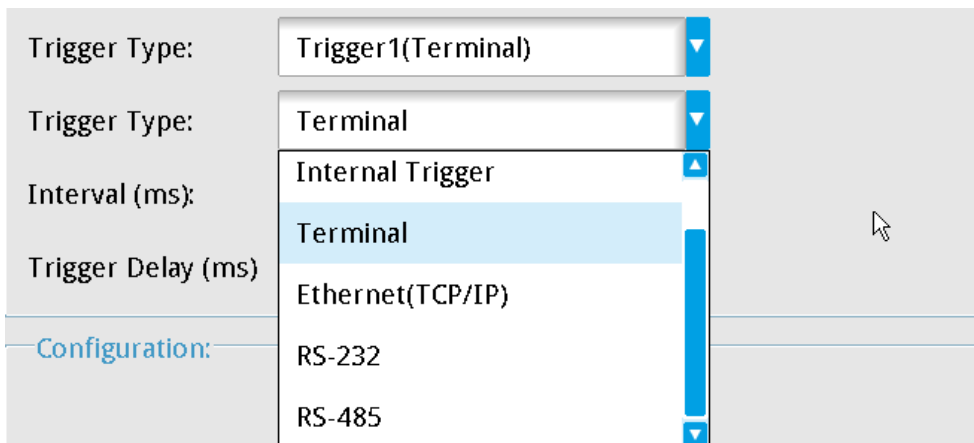 Trigger Type: Trigger1(Terminal)
Trigger Type: Terminal
Internal Trigger
Interval (ms):
Terminal
Trigger Delay (ms)
Ethernet(TCP/IP)
Configuration:
RS-232
RS-485